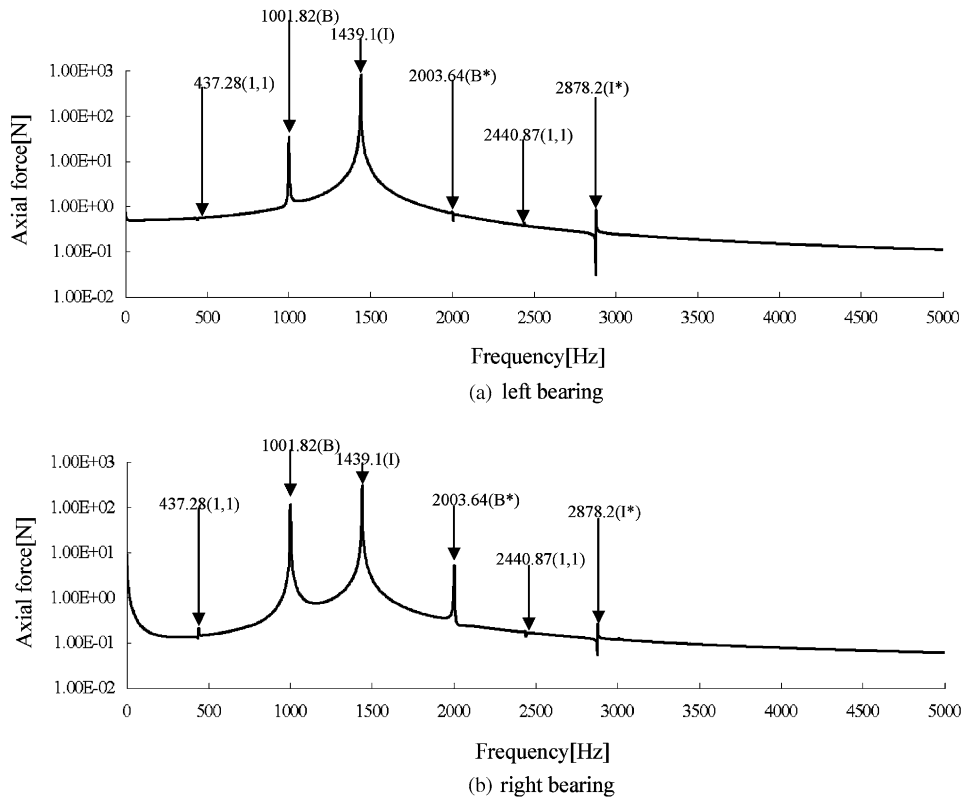 1001.82(B)
1439.1(I)
437.28(1,1)
2003.64(B*)
2878.2(I*)
2440.87(1,1)
1.00E+03
1.00E+02
1.00E+01
1.00E+00
1.00E-01
1.00E-02
Axial force[N]
0 500 1000 1500 2000 2500 3000 3500 4000 4500 5000
Frequency[Hz]
(a) left bearing
1001.82(B)
1439.1(I)
437.28(1,1)
2003.64(B*)
2878.2(I*)
2440.87(1,1)
1.00E+03
1.00E+02
1.00E+01
1.00E+00
1.00E-01
1.00E-02
Axial force[N]
0 500 1000 1500 2000 2500 3000 3500 4000 4500 5000
Frequency[Hz]
(b) right bearing